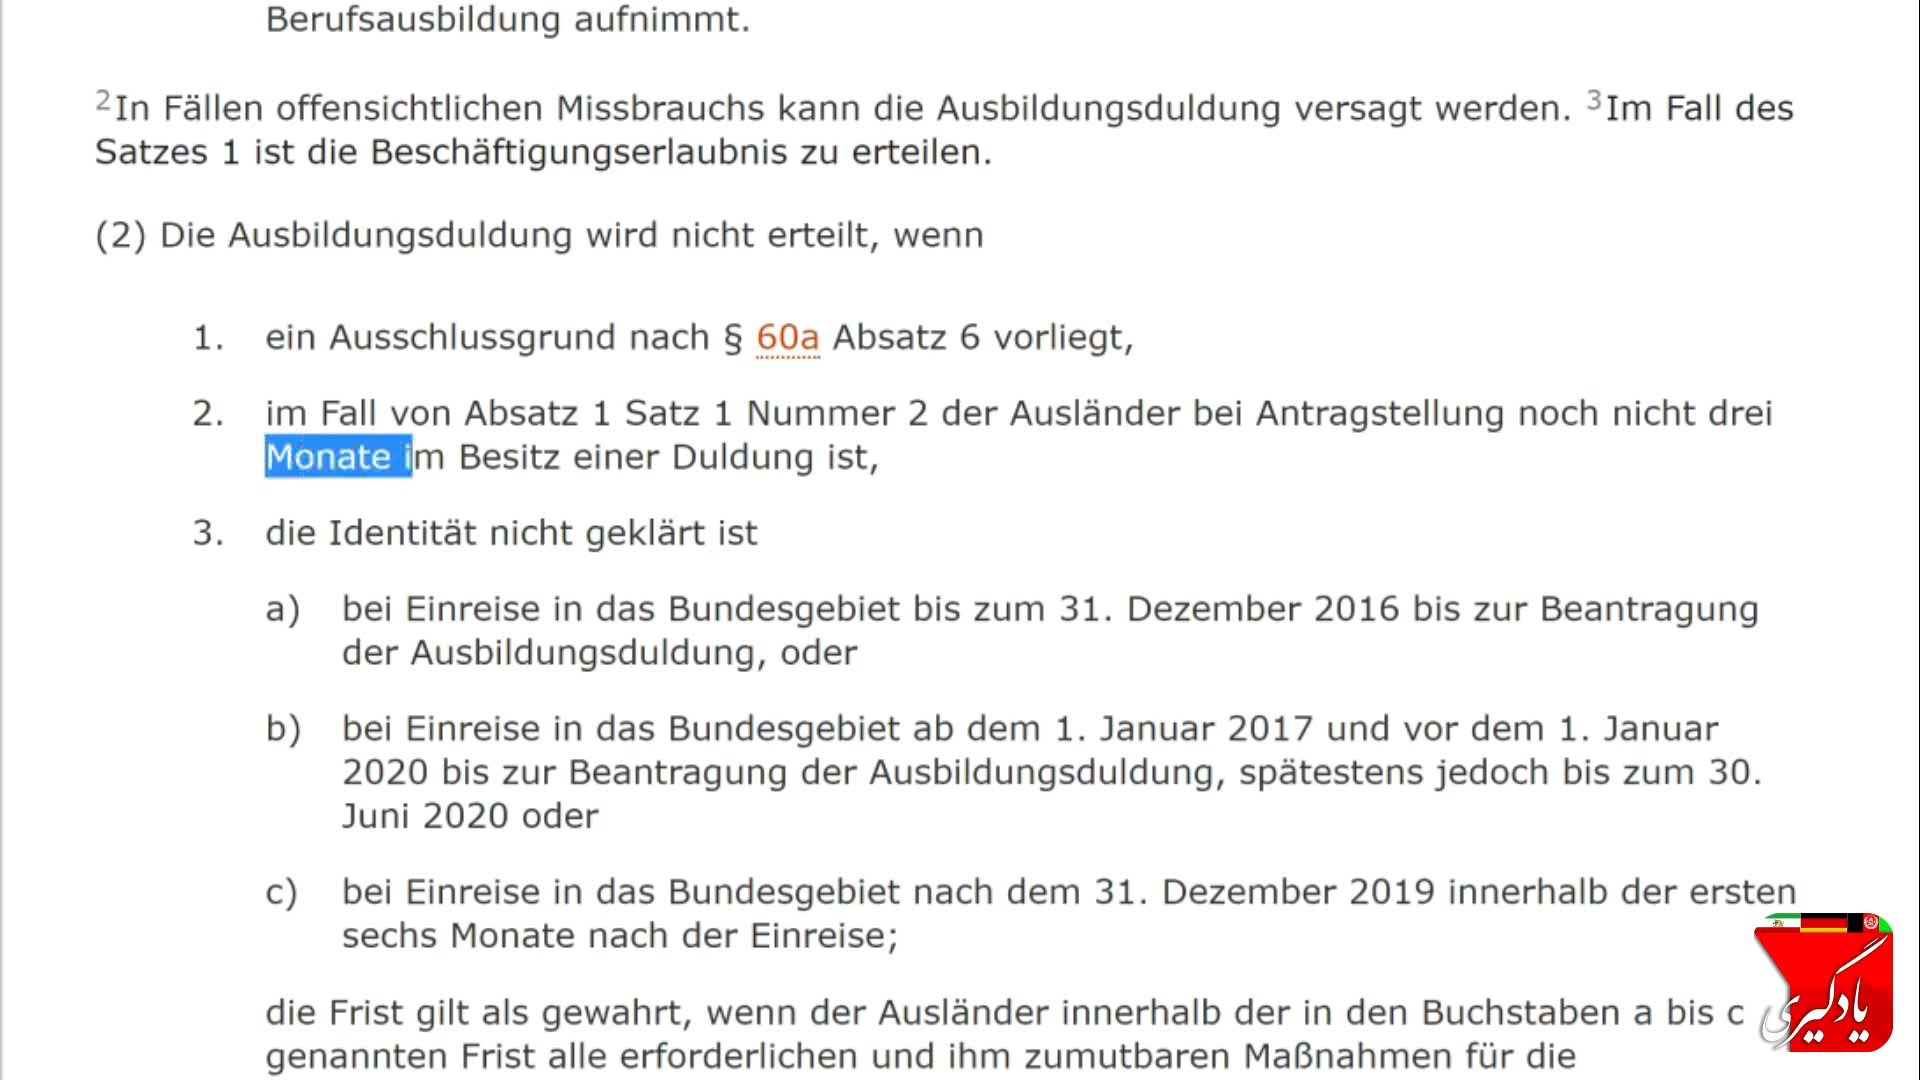 Berufsausbildung aufnimmt.
2In Fällen offensichtlichen Missbrauchs kann die Ausbildungsduldung versagt werden. 3Im Fall des
Satzes 1 ist die Beschäftigungserlaubnis zu erteilen.
(2) Die Ausbildungsduldung wird nicht erteilt, wenn
1. ein Ausschlussgrund nach § 60a Absatz 6 vorliegt,
2. im Fall von Absatz 1 Satz 1 Nummer 2 der Ausländer bei Antragstellung noch nicht drei
Monate im Besitz einer Duldung ist,
3. die Identität nicht geklärt ist
a) bei Einreise in das Bundesgebiet bis zum 31. Dezember 2016 bis zur Beantragung
der Ausbildungsduldung, oder
b) bei Einreise in das Bundesgebiet ab dem 1. Januar 2017 und vor dem 1. Januar
2020 bis zur Beantragung der Ausbildungsduldung, spätestens jedoch bis zum 30.
Juni 2020 oder
c) bei Einreise in das Bundesgebiet nach dem 31. Dezember 2019 innerhalb der ersten
sechs Monate nach der Einreise;
die Frist gilt als gewahrt, wenn der Ausländer innerhalb der in den Buchstaben a bis c
genannten Frist alle erforderlichen und ihm zumutbaren Maßnahmen für die
یادگیری